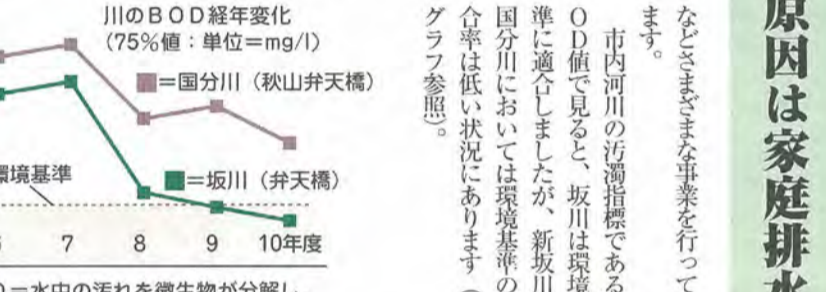 原因は家庭排水
などさまざまな事業を行って
ます。
市内河川の汚濁指標である
ＯＤ値で見ると、坂川は環境
準に適合しましたが、新坂川
国分川においては環境基準の
合率は低い状況にあります（
グラフ参照）。
川のＢＯＤ経年変化
（75％値：単位＝mg/l）
■＝国分川（秋山弁天橋）
■＝坂川（弁天橋）
環境基準
7
8
9
10年度
＝水中の汚れを微生物が分解し